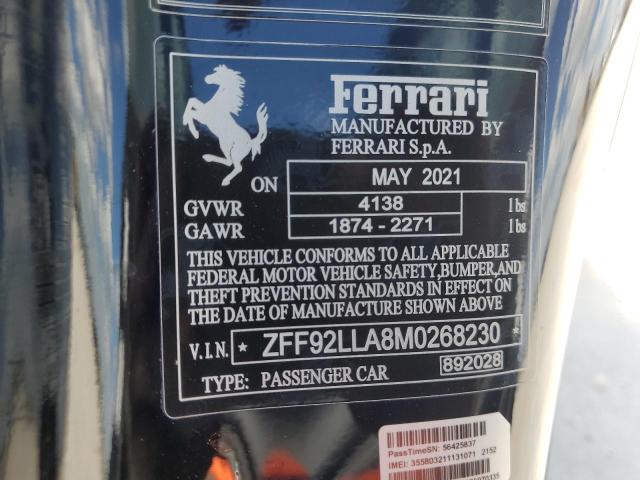 Ferrari
MANUFACTURED BY
FERRARI S.p.A.
ON MAY 2021
GVWR 4138 lbs
GAWR 1874 - 2271 lbs
THIS VEHICLE CONFORMS TO ALL APPLICABLE
FEDERAL MOTOR VEHICLE SAFETY,BUMPER,AND
THEFT PREVENTION STANDARDS IN EFFECT ON
THE DATE OF MANUFACTURE SHOWN ABOVE
V.I.N. * ZFF92LLA8M0268230 *
TYPE: PASSENGER CAR 892028
PassTimeSN: 56425837
IMEI: 355803211131071 2152